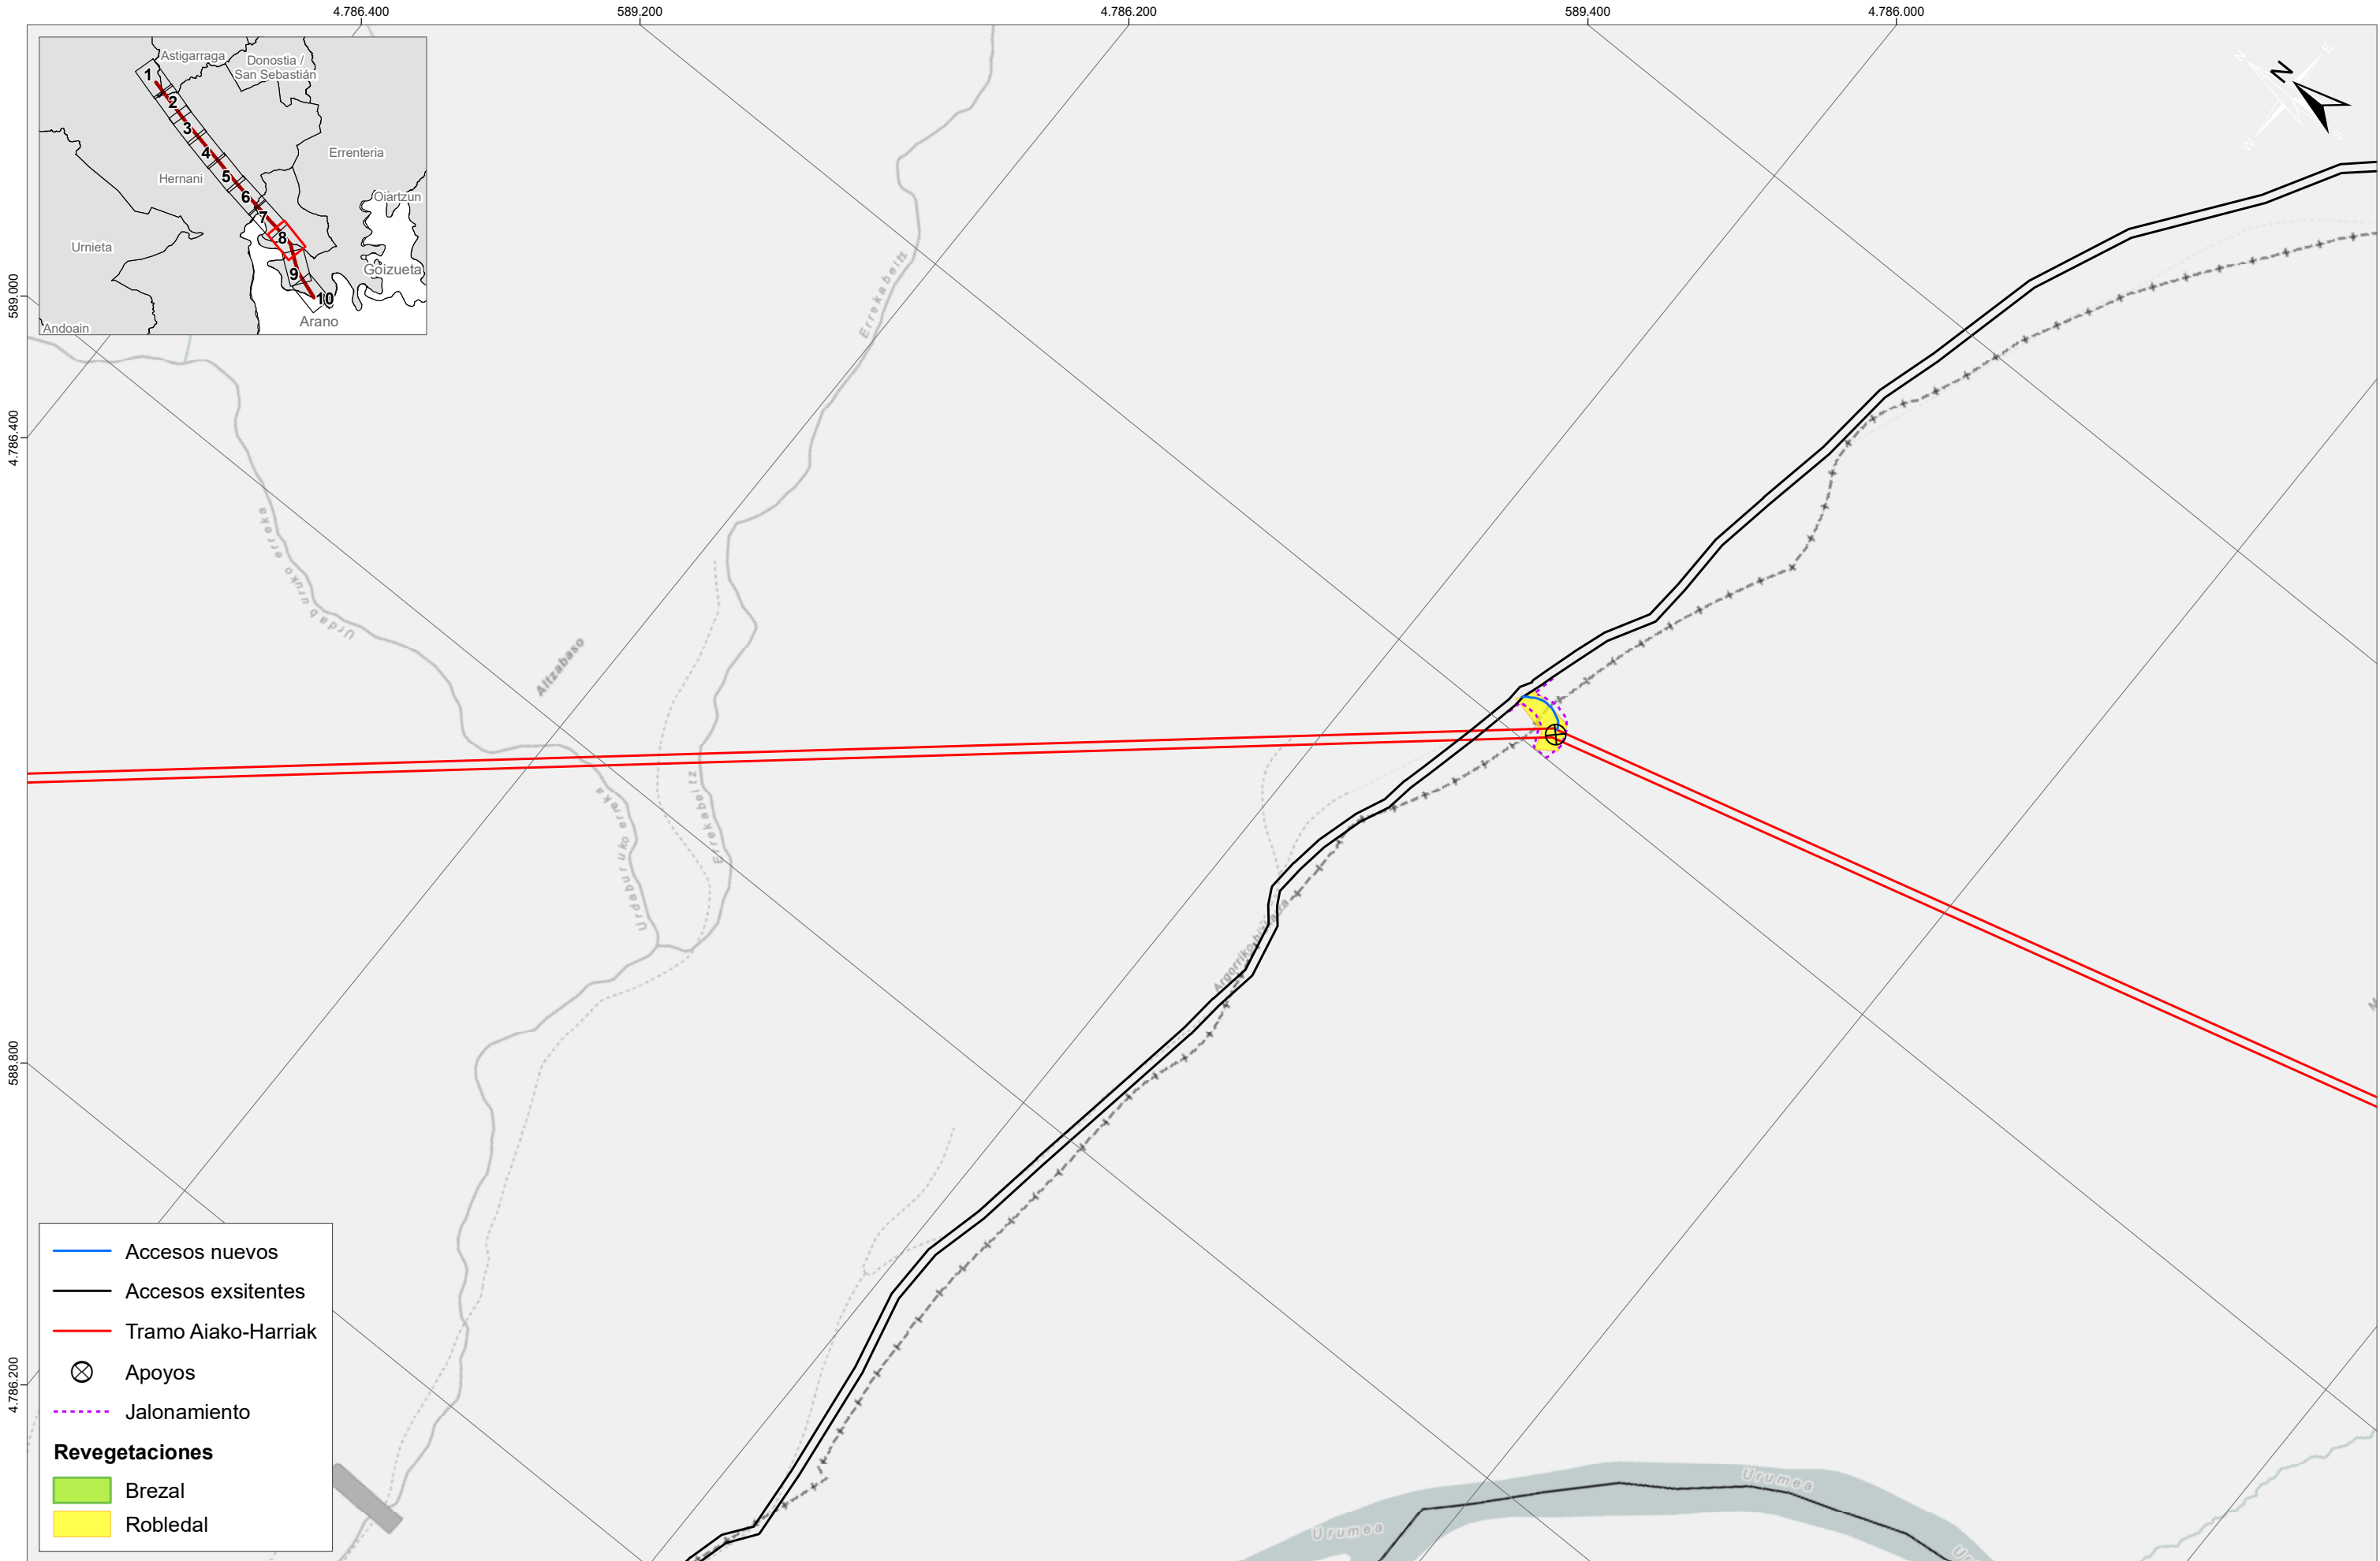 4.786.400
589.200
4.786.200
589.400
4.786.000
Astigarraga
Donostia /
San Sebastián
Errenteria
Hernani
Oiartzun
Urnieta
Goizueta
Andoain
Arano
1
2
3
4
5
6
7
8
9
10
N
E
S
W
N
589.000
4.786.400
588.800
4.786.200
Errekabeltz
Urdaburuko erreka
Altzabaso
Urdaburuko erreka
Errekabeltz
Urumea
Urumea
Accesos nuevos
Accesos exsitentes
Tramo Aiako-Harriak
Apoyos
Jalonamiento
Revegetaciones
Brezal
Robledal